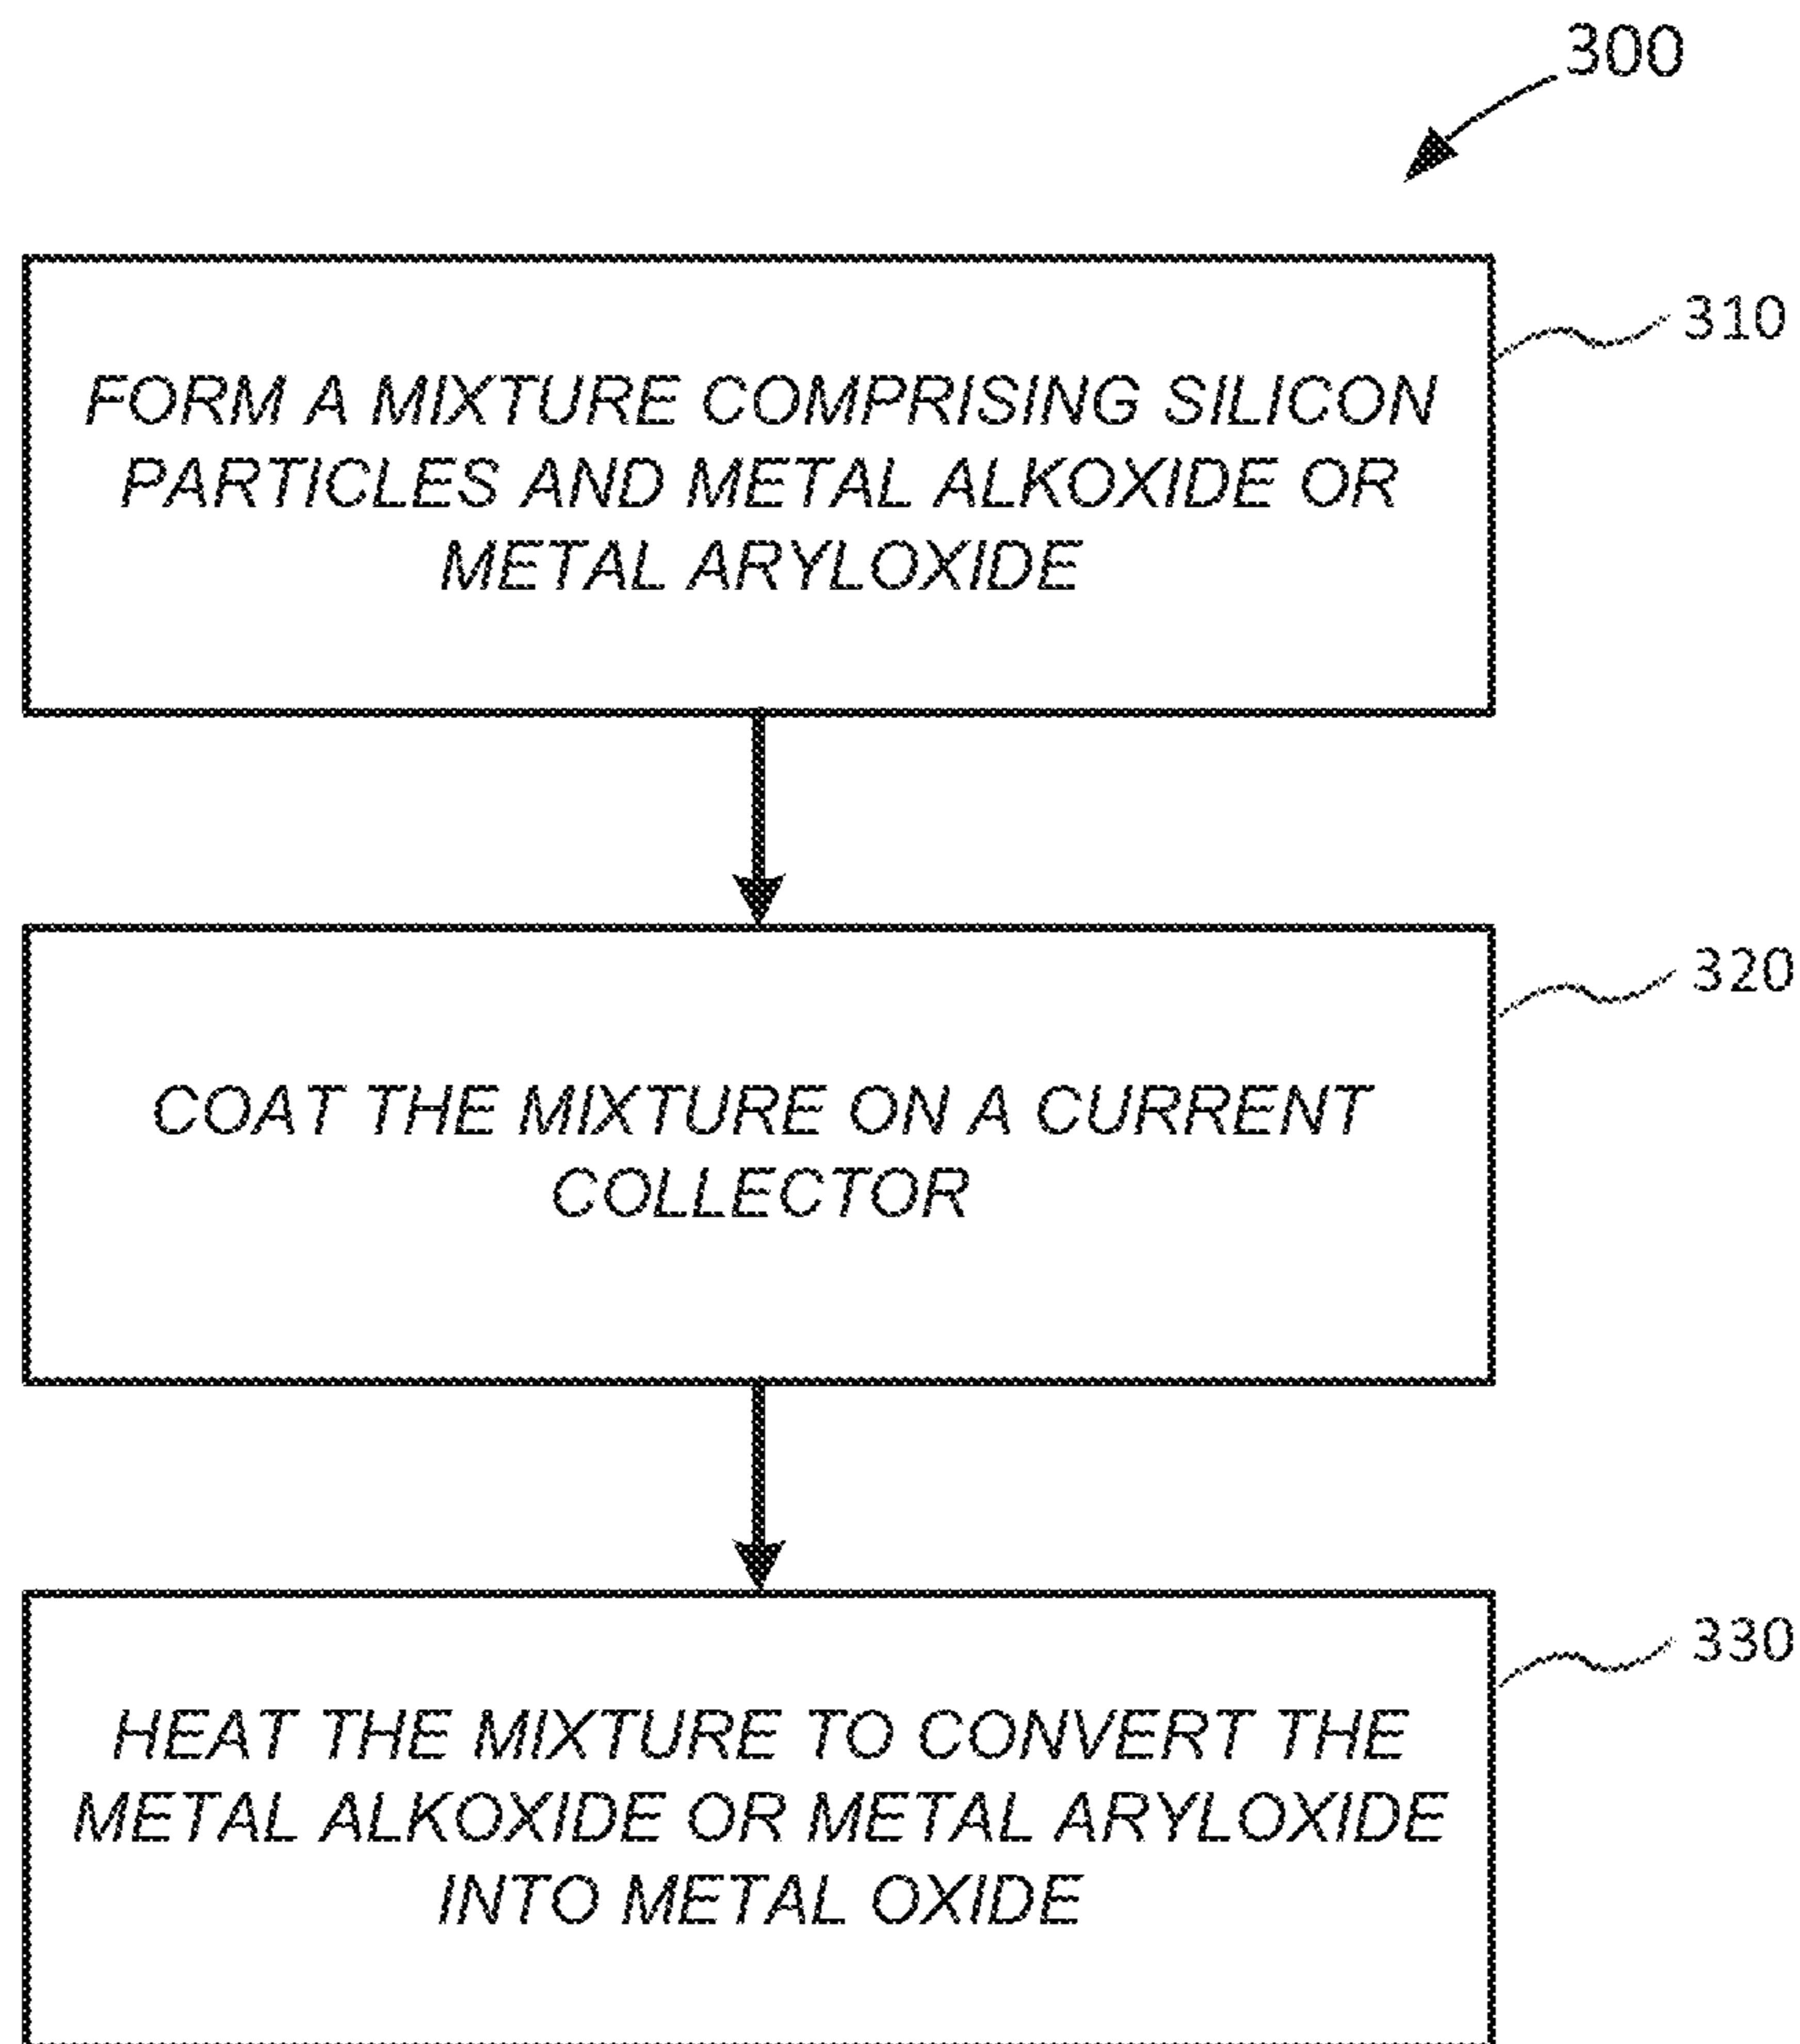 300
310
FORM A MIXTURE COMPRISING SILICON
PARTICLES AND METAL ALKOXIDE OR
METAL ARYLOXIDE
320
COAT THE MIXTURE ON A CURRENT
COLLECTOR
330
HEAT THE MIXTURE TO CONVERT THE
METAL ALKOXIDE OR METAL ARYLOXIDE
INTO METAL OXIDE